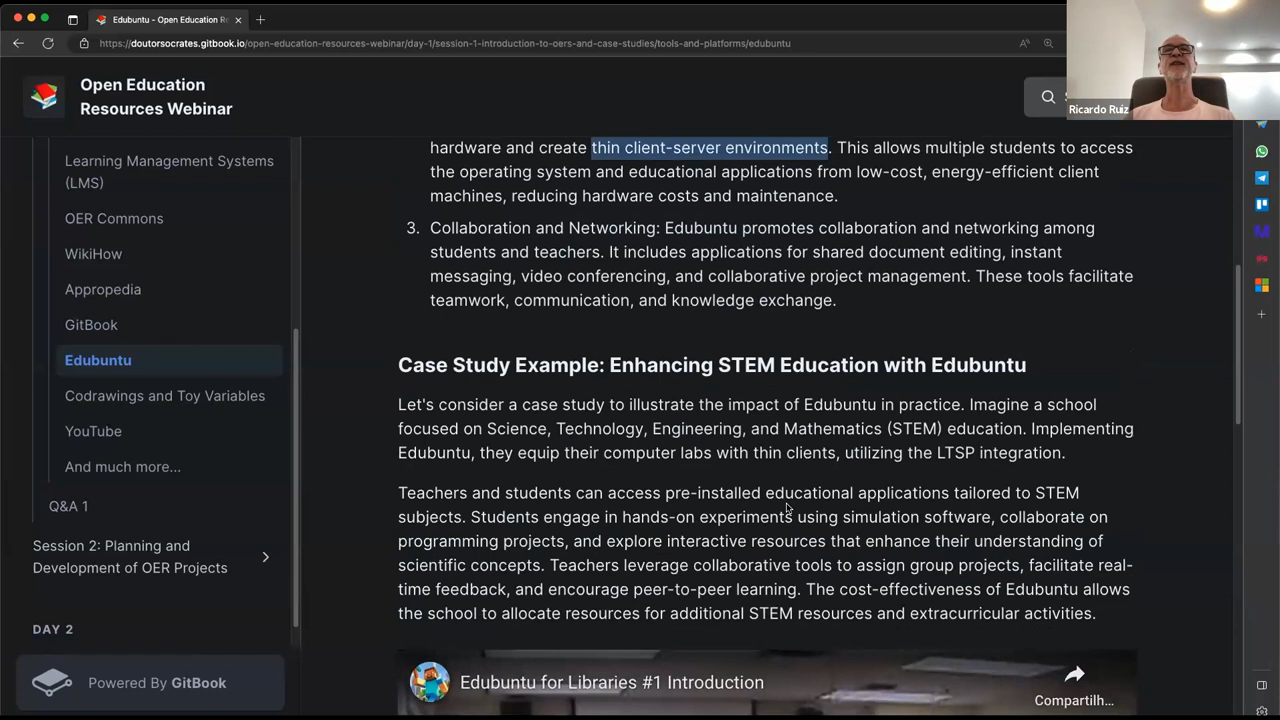 Edubuntu - Open Education Re
https://doutorsocrates.gitbook.io/open-education-resources-webinar/day-1/session-1-introduction-to-oers-and-case-studies/tools-and-platforms/edubuntu
Ricardo Ruiz
Open Education
Resources Webinar
Learning Management Systems
(LMS)
OER Commons
WikiHow
Appropedia
GitBook
Edubuntu
Codrawings and Toy Variables
YouTube
And much more...
Q&A 1
Session 2: Planning and
Development of OER Projects
DAY 2
Powered By GitBook
hardware and create thin client-server environments. This allows multiple students to access
the operating system and educational applications from low-cost, energy-efficient client
machines, reducing hardware costs and maintenance.
3. Collaboration and Networking: Edubuntu promotes collaboration and networking among
students and teachers. It includes applications for shared document editing, instant
messaging, video conferencing, and collaborative project management. These tools facilitate
teamwork, communication, and knowledge exchange.
Case Study Example: Enhancing STEM Education with Edubuntu
Let's consider a case study to illustrate the impact of Edubuntu in practice. Imagine a school
focused on Science, Technology, Engineering, and Mathematics (STEM) education. Implementing
Edubuntu, they equip their computer labs with thin clients, utilizing the LTSP integration.
Teachers and students can access pre-installed educational applications tailored to STEM
subjects. Students engage in hands-on experiments using simulation software, collaborate on
programming projects, and explore interactive resources that enhance their understanding of
scientific concepts. Teachers leverage collaborative tools to assign group projects, facilitate real-
time feedback, and encourage peer-to-peer learning. The cost-effectiveness of Edubuntu allows
the school to allocate resources for additional STEM resources and extracurricular activities.
Edubuntu for Libraries #1 Introduction
Compartilh...